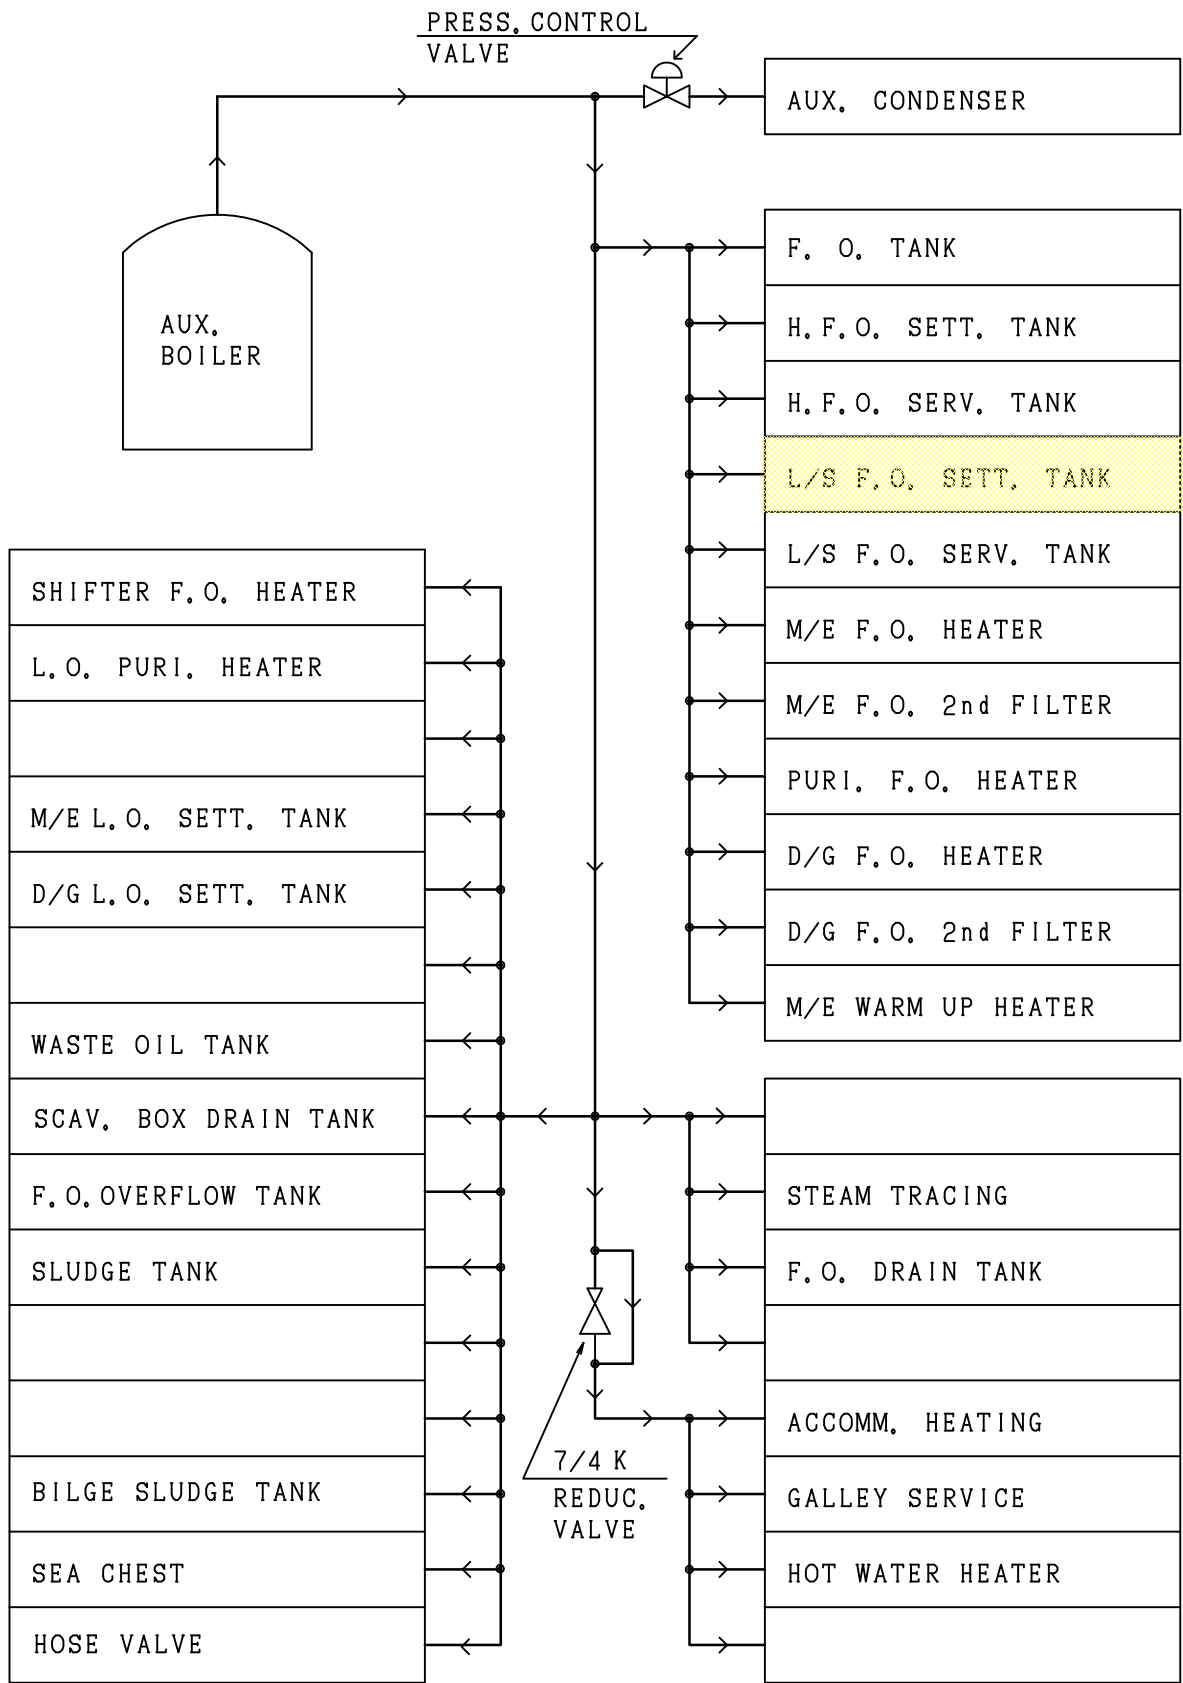 PRESS. CONTROL
VALVE
AUX. CONDENSER
AUX.
BOILER
F. O. TANK
H.F.O. SETT. TANK
H.F.O. SERV. TANK
L/S F.O. SETT. TANK
L/S F.O. SERV. TANK
M/E F.O. HEATER
M/E F.O. 2nd FILTER
PURI. F.O. HEATER
D/G F.O. HEATER
D/G F.O. 2nd FILTER
M/E WARM UP HEATER
SHIFTER F.O. HEATER
L.O. PURI. HEATER
M/E L.O. SETT. TANK
D/G L.O. SETT. TANK
WASTE OIL TANK
SCAV. BOX DRAIN TANK
F.O. OVERFLOW TANK
SLUDGE TANK
BILGE SLUDGE TANK
SEA CHEST
HOSE VALVE
7/4 K
REDUC.
VALVE
STEAM TRACING
F.O. DRAIN TANK
ACCOMM. HEATING
GALLEY SERVICE
HOT WATER HEATER